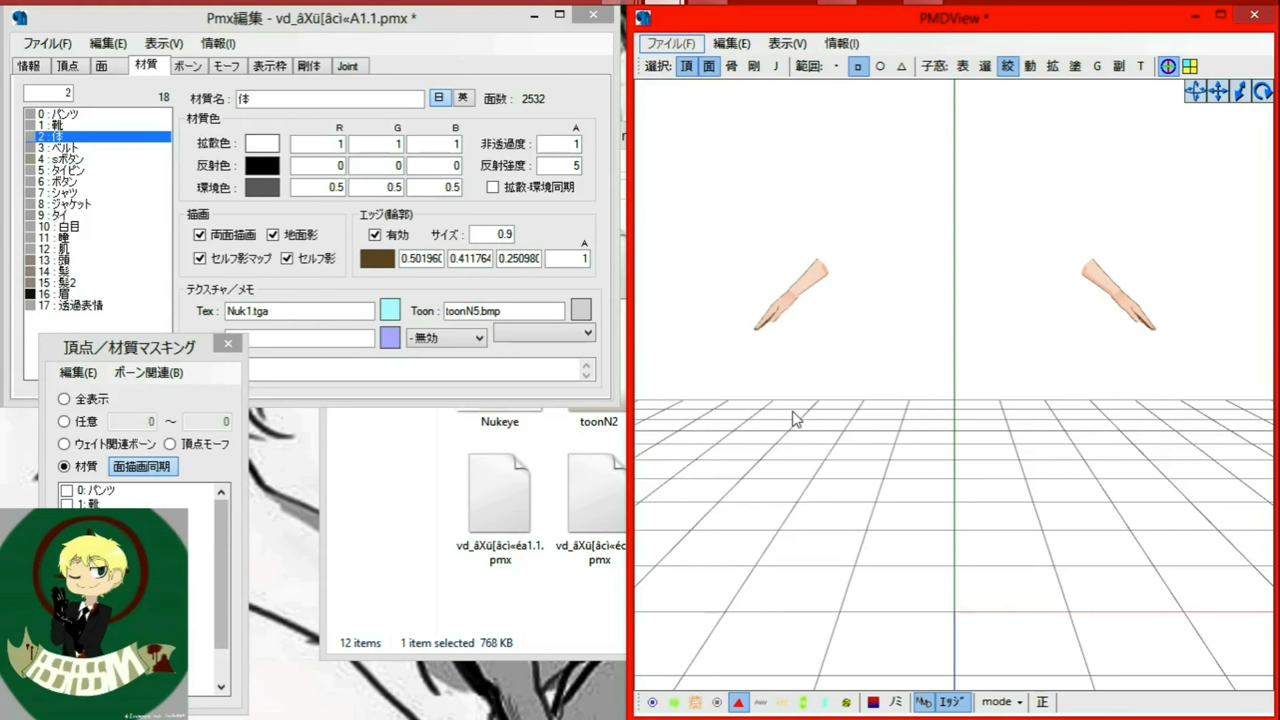 Pmx編集 - vd_âXü[âcì«A1.1.pmx *
ファイル(F) 編集(E) 表示(V) 情報(I)
情報 頂点 面 材質 ボーン モーフ 表示枠 剛体 Joint
2 18
0 : パンツ
1 : 靴
2 : 体
3 : ベルト
4 : sボタン
5 : タイピン
6 : ボタン
7 : シャツ
8 : ジャケット
9 : タイ
10 : 白目
11 : 瞳
12 : 肌
13 : 頭
14 : 髪
15 : 髪2
16 : 眉
17 : 透過表情
材質名 : 体 日 英 面数 : 2532
材質色
R G B A
拡散色 : 1 1 1 非透過度 : 1
反射色 : 0 0 0 反射強度 : 5
環境色 : 0.5 0.5 0.5 拡散-環境同期
描画
両面描画 地面影
セルフ影マップ セルフ影
エッジ(輪郭)
有効 サイズ : 0.9
A
0.50196( 0.411764 0.25098( 1
テクスチャ/メモ
Tex : Nuk1.tga Toon : toonN5.bmp
- 無効
頂点/材質マスキング
編集(E) ボーン関連(B)
全表示
任意 0 ~ 0
ウェイト関連ボーン 頂点モーフ
材質 面描画同期
0: パンツ
1: 靴
Nukeye toonN2
vd_âXü[âcì«éa1.1.pmx
vd_âXü[âcì«éc
pmx
12 items 1 item selected 768 KB
PMDView *
ファイル(F) 編集(E) 表示(V) 情報(I)
選択: 頂 面 骨 剛 J 範囲: 子窓: 表 選 絞 動 拡 塗 G 副 T
ノミ エッジ mode 正